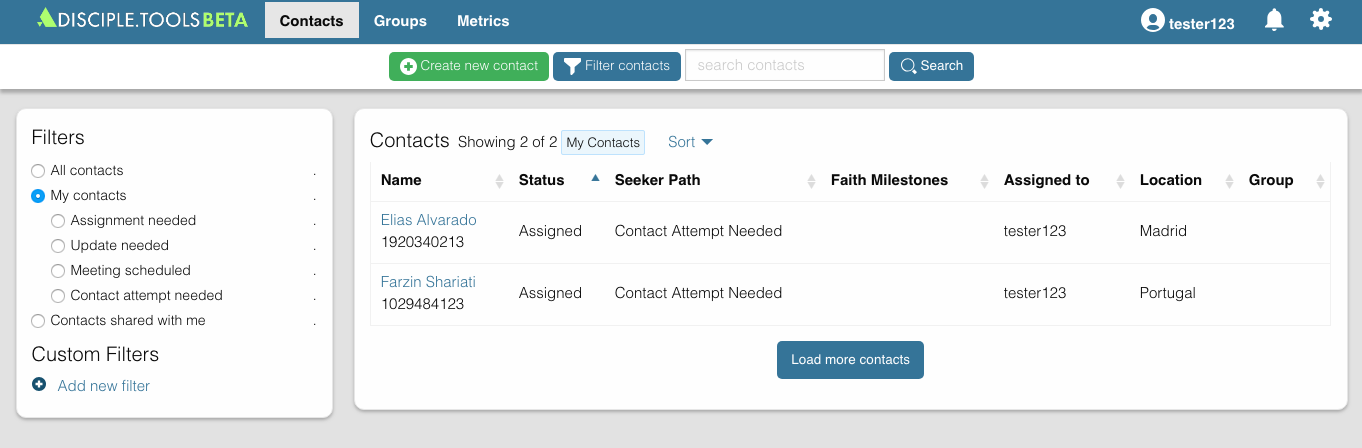 DISCIPLE.TOOLS BETA Contacts Groups Metrics tester123
Create new contact Filter contacts search contacts Search
Filters
All contacts .
My contacts .
Assignment needed .
Update needed .
Meeting scheduled .
Contact attempt needed .
Contacts shared with me .
Custom Filters
Add new filter
Contacts Showing 2 of 2 My Contacts Sort
Name Status Seeker Path Faith Milestones Assigned to Location Group
Elias Alvarado
1920340213 Assigned Contact Attempt Needed tester123 Madrid
Farzin Shariati
1029484123 Assigned Contact Attempt Needed tester123 Portugal
Load more contacts